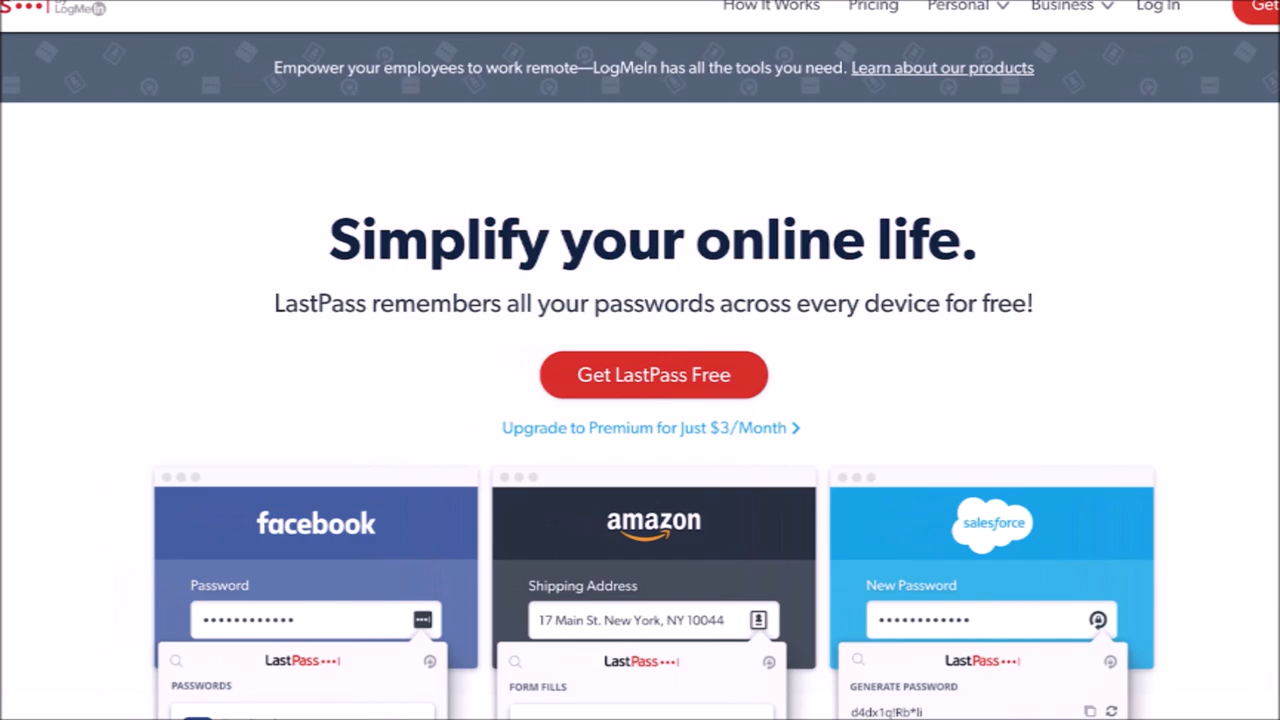 LogMeIn
How It Works Pricing Personal Business Log In Get
Empower your employees to work remote—LogMeIn has all the tools you need. Learn about our products
Simplify your online life.
LastPass remembers all your passwords across every device for free!
Get LastPass Free
Upgrade to Premium for Just $3/Month
facebook
Password
LastPass
PASSWORDS
amazon
Shipping Address
17 Main St. New York, NY 10044
LastPass
FORM FILLS
salesforce
New Password
LastPass
GENERATE PASSWORD
d4dx1q!Rb*li